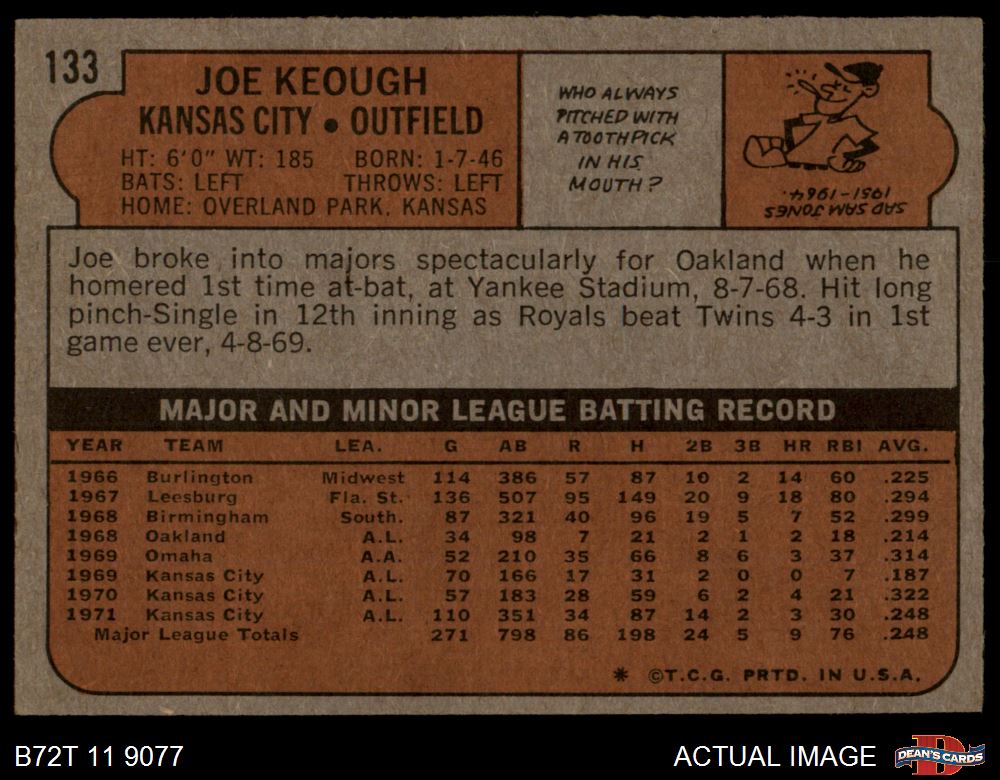 133
JOE KEOUGH
KANSAS CITY • OUTFIELD
HT: 6'0" WT: 185 BORN: 1-7-46
BATS: LEFT THROWS: LEFT
HOME: OVERLAND PARK, KANSAS
WHO ALWAYS
PITCHED WITH
A TOOTHPICK
IN HIS
MOUTH?
SAD SAM JONES
1951-1964.
Joe broke into majors spectacularly for Oakland when he
homered 1st time at-bat, at Yankee Stadium, 8-7-68. Hit long
pinch-Single in 12th inning as Royals beat Twins 4-3 in 1st
game ever, 4-8-69.
MAJOR AND MINOR LEAGUE BATTING RECORD
YEAR TEAM LEA. G AB R H 2B 3B HR RBI AVG.
1966 Burlington Midwest 114 386 57 87 10 2 14 60 .225
1967 Leesburg Fla. St. 136 507 95 149 20 9 18 80 .294
1968 Birmingham South. 87 321 40 96 19 5 7 52 .299
1968 Oakland A.L. 34 98 7 21 2 1 2 18 .214
1969 Omaha A.A. 52 210 35 66 8 6 3 37 .314
1969 Kansas City A.L. 70 166 17 31 2 0 0 7 .187
1970 Kansas City A.L. 57 183 28 59 6 2 4 21 .322
1971 Kansas City A.L. 110 351 34 87 14 2 3 30 .248
Major League Totals 271 798 86 198 24 5 9 76 .248
* ©T.C.G. PRTD. IN U.S.A.
B72T 11 9077
ACTUAL IMAGE
DEAN'S CARDS